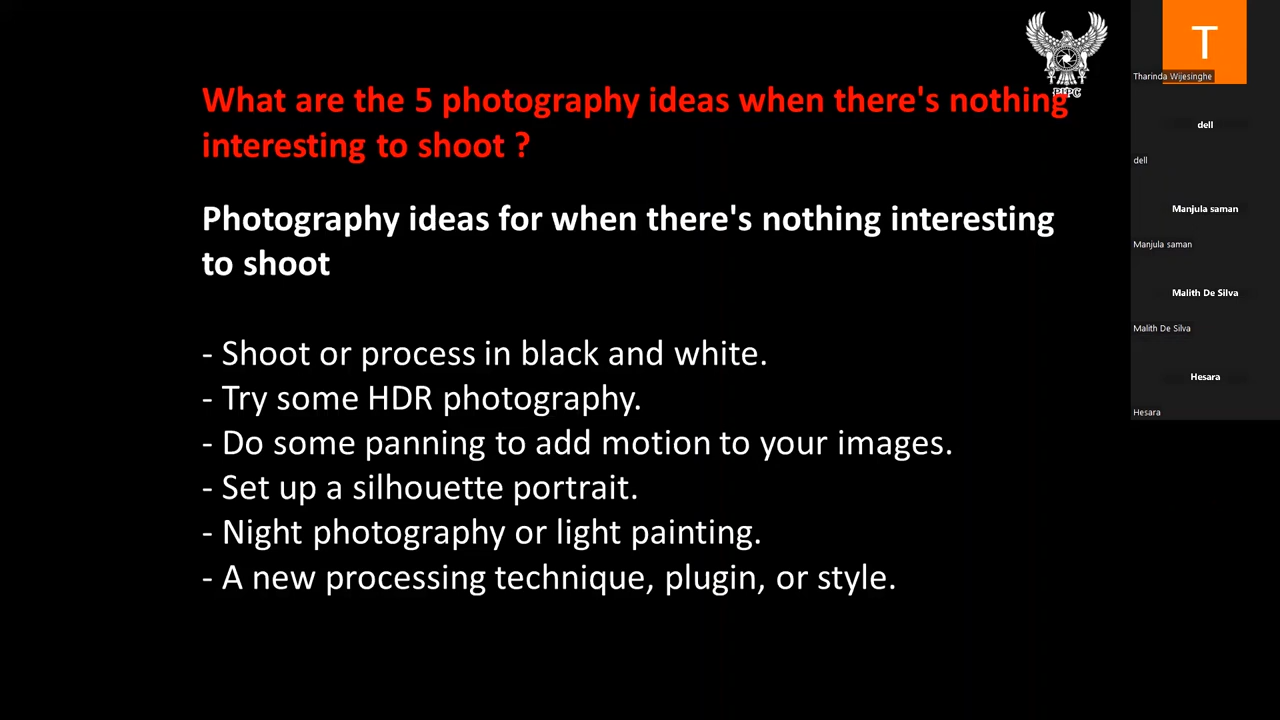 What are the 5 photography ideas when there's nothing
interesting to shoot ?
Photography ideas for when there's nothing interesting
to shoot
- Shoot or process in black and white.
- Try some HDR photography.
- Do some panning to add motion to your images.
- Set up a silhouette portrait.
- Night photography or light painting.
- A new processing technique, plugin, or style.
PIPC
T
Tharinda Wijesinghe
dell
dell
Manjula saman
Manjula saman
Malith De Silva
Malith De Silva
Hesara
Hesara